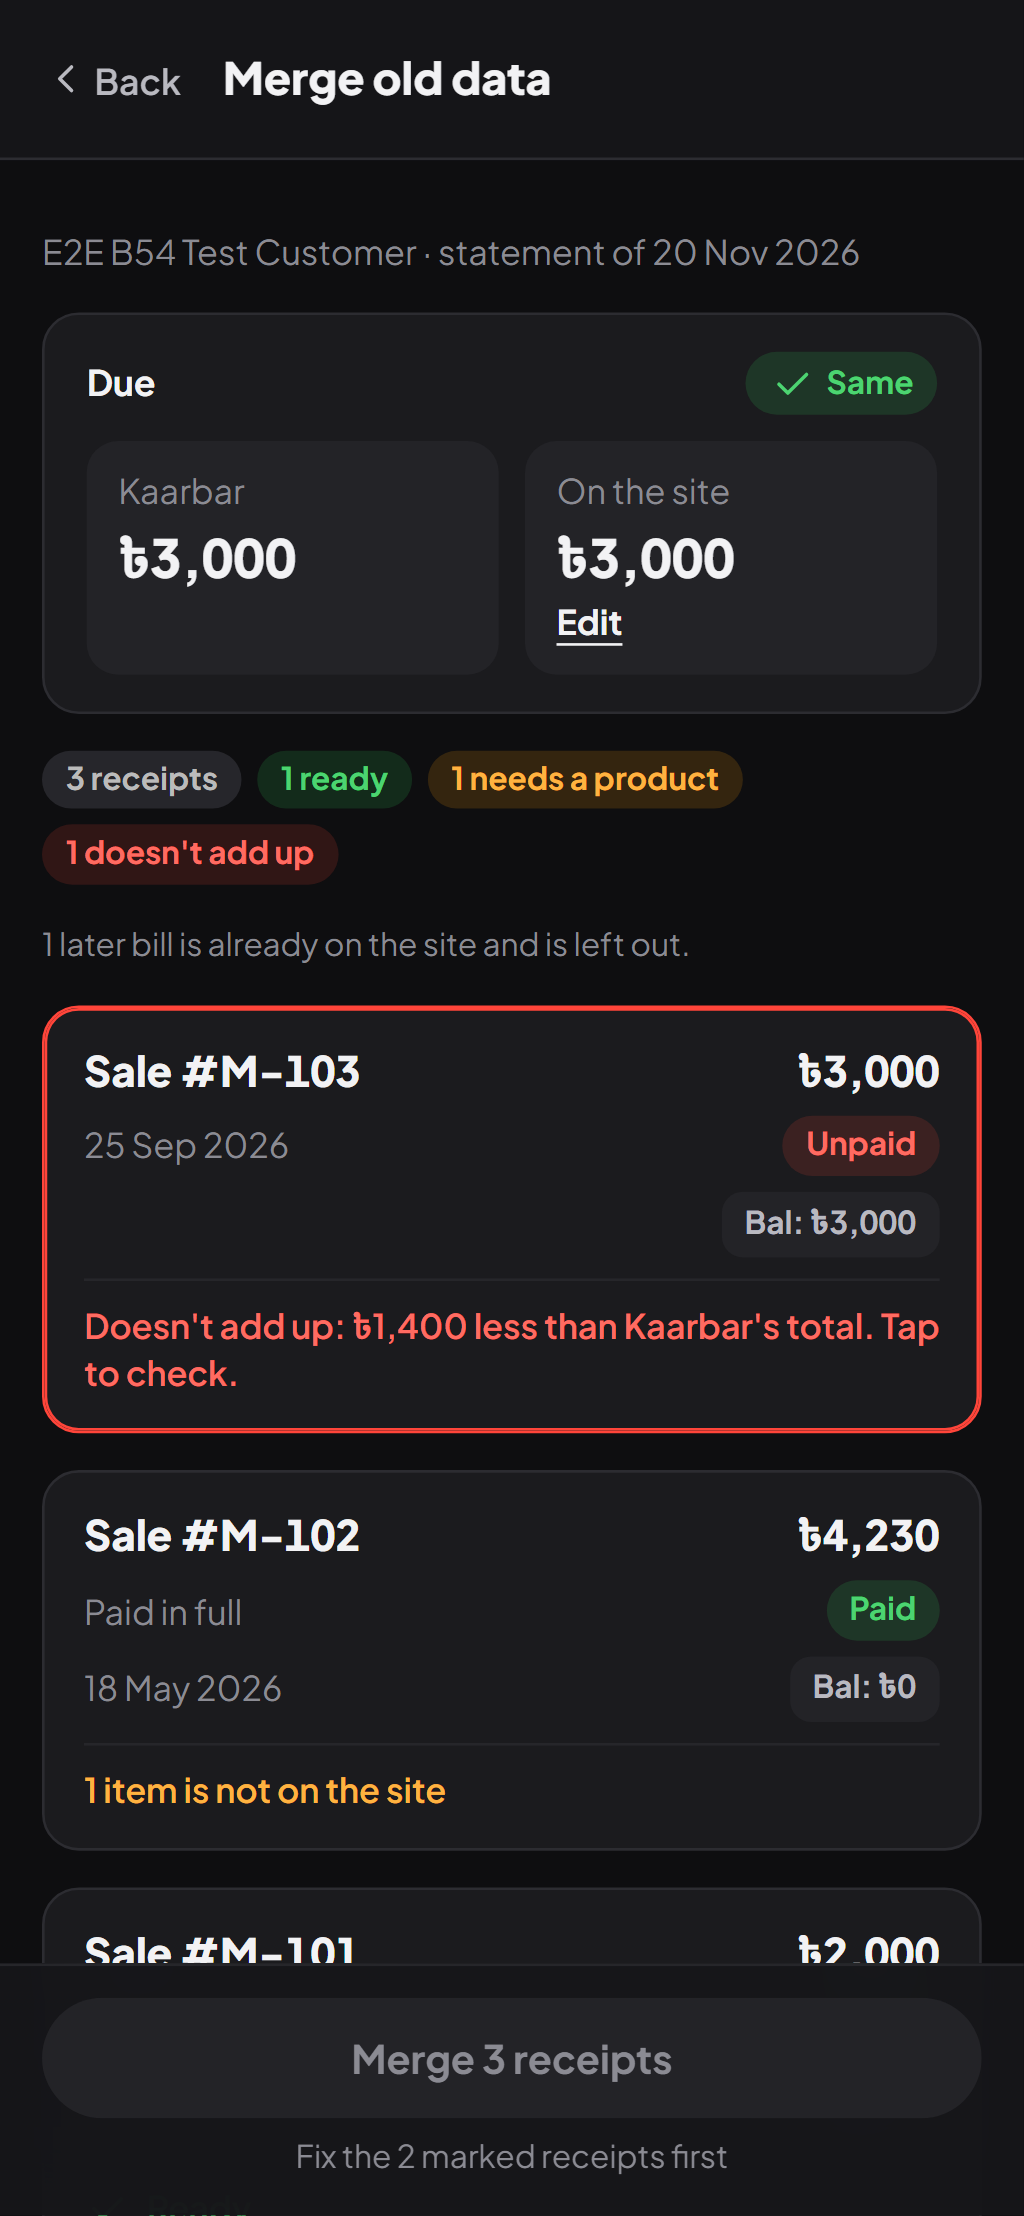 Back Merge old data
E2E B54 Test Customer · statement of 20 Nov 2026
Due
Same
Kaarbar
৳3,000
On the site
৳3,000
Edit
3 receipts
1 ready
1 needs a product
1 doesn't add up
1 later bill is already on the site and is left out.
Sale #M-103
৳3,000
25 Sep 2026
Unpaid
Bal: ৳3,000
Doesn't add up: ৳1,400 less than Kaarbar's total. Tap
to check.
Sale #M-102
৳4,230
Paid in full
Paid
18 May 2026
Bal: ৳0
1 item is not on the site
Sale #M-101
৳2,000
Merge 3 receipts
Fix the 2 marked receipts first
Ready